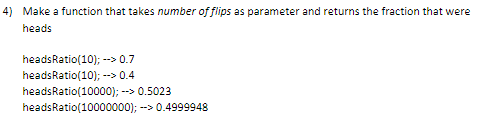 4) Make a function that takes number of flips as parameter and returns the fraction that were
heads
headsRatio(10); --> 0.7
headsRatio(10); --> 0.4
headsRatio(10000); --> 0.5023
headsRatio(10000000); --> 0.4999948